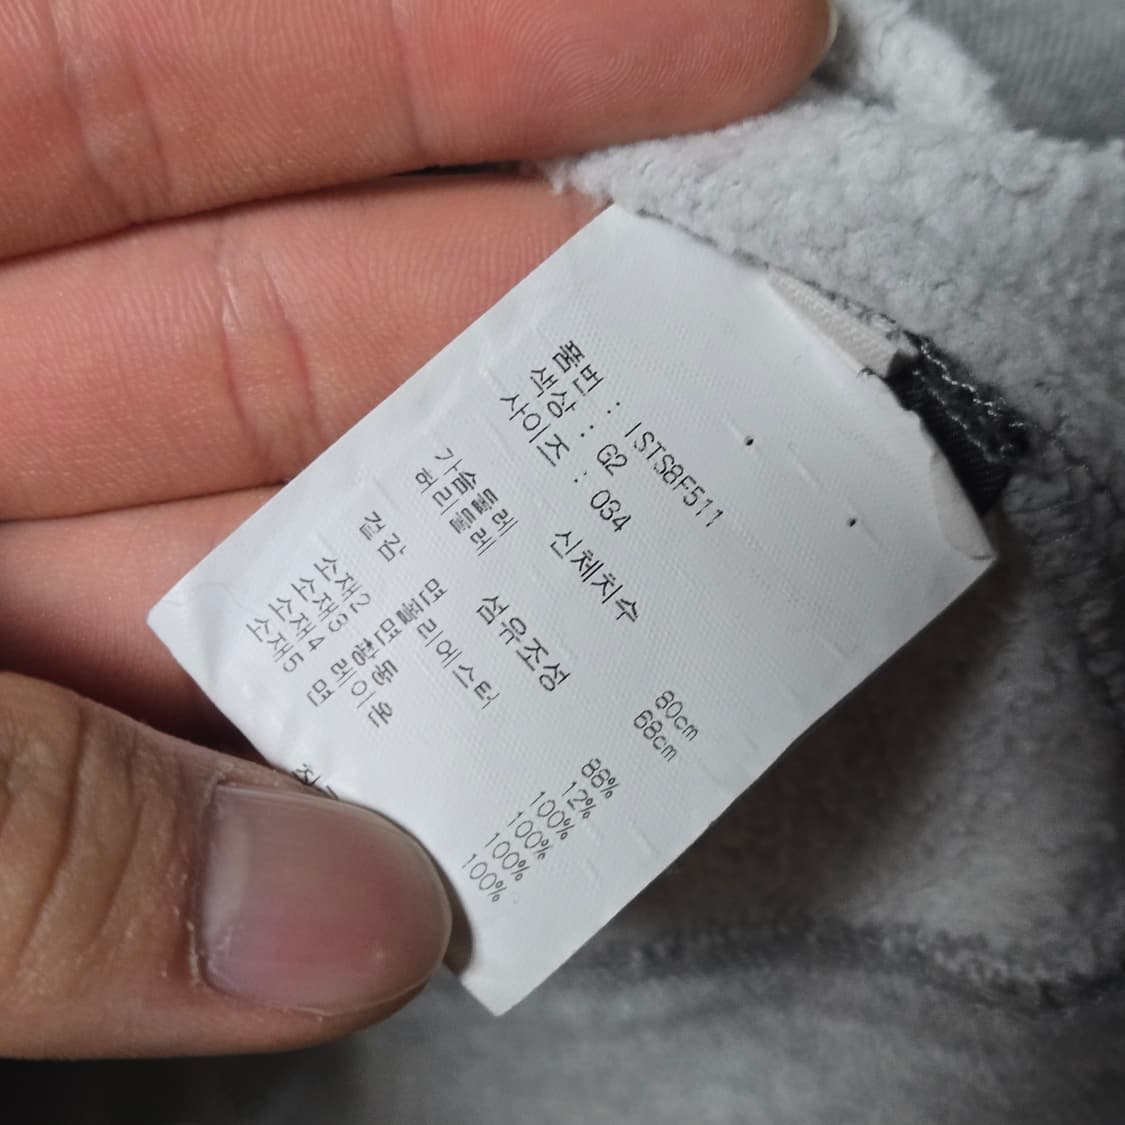 품번 : ISTS8F511
색상 : G2
사이즈 : 034
신체치수
가슴둘레 80cm
허리둘레 68cm
섬유조성
겉감 면 88%
폴리에스터 12%
소재2 면 100%
소재3 황동 100%
소재4 레이온 100%
소재5 면 100%